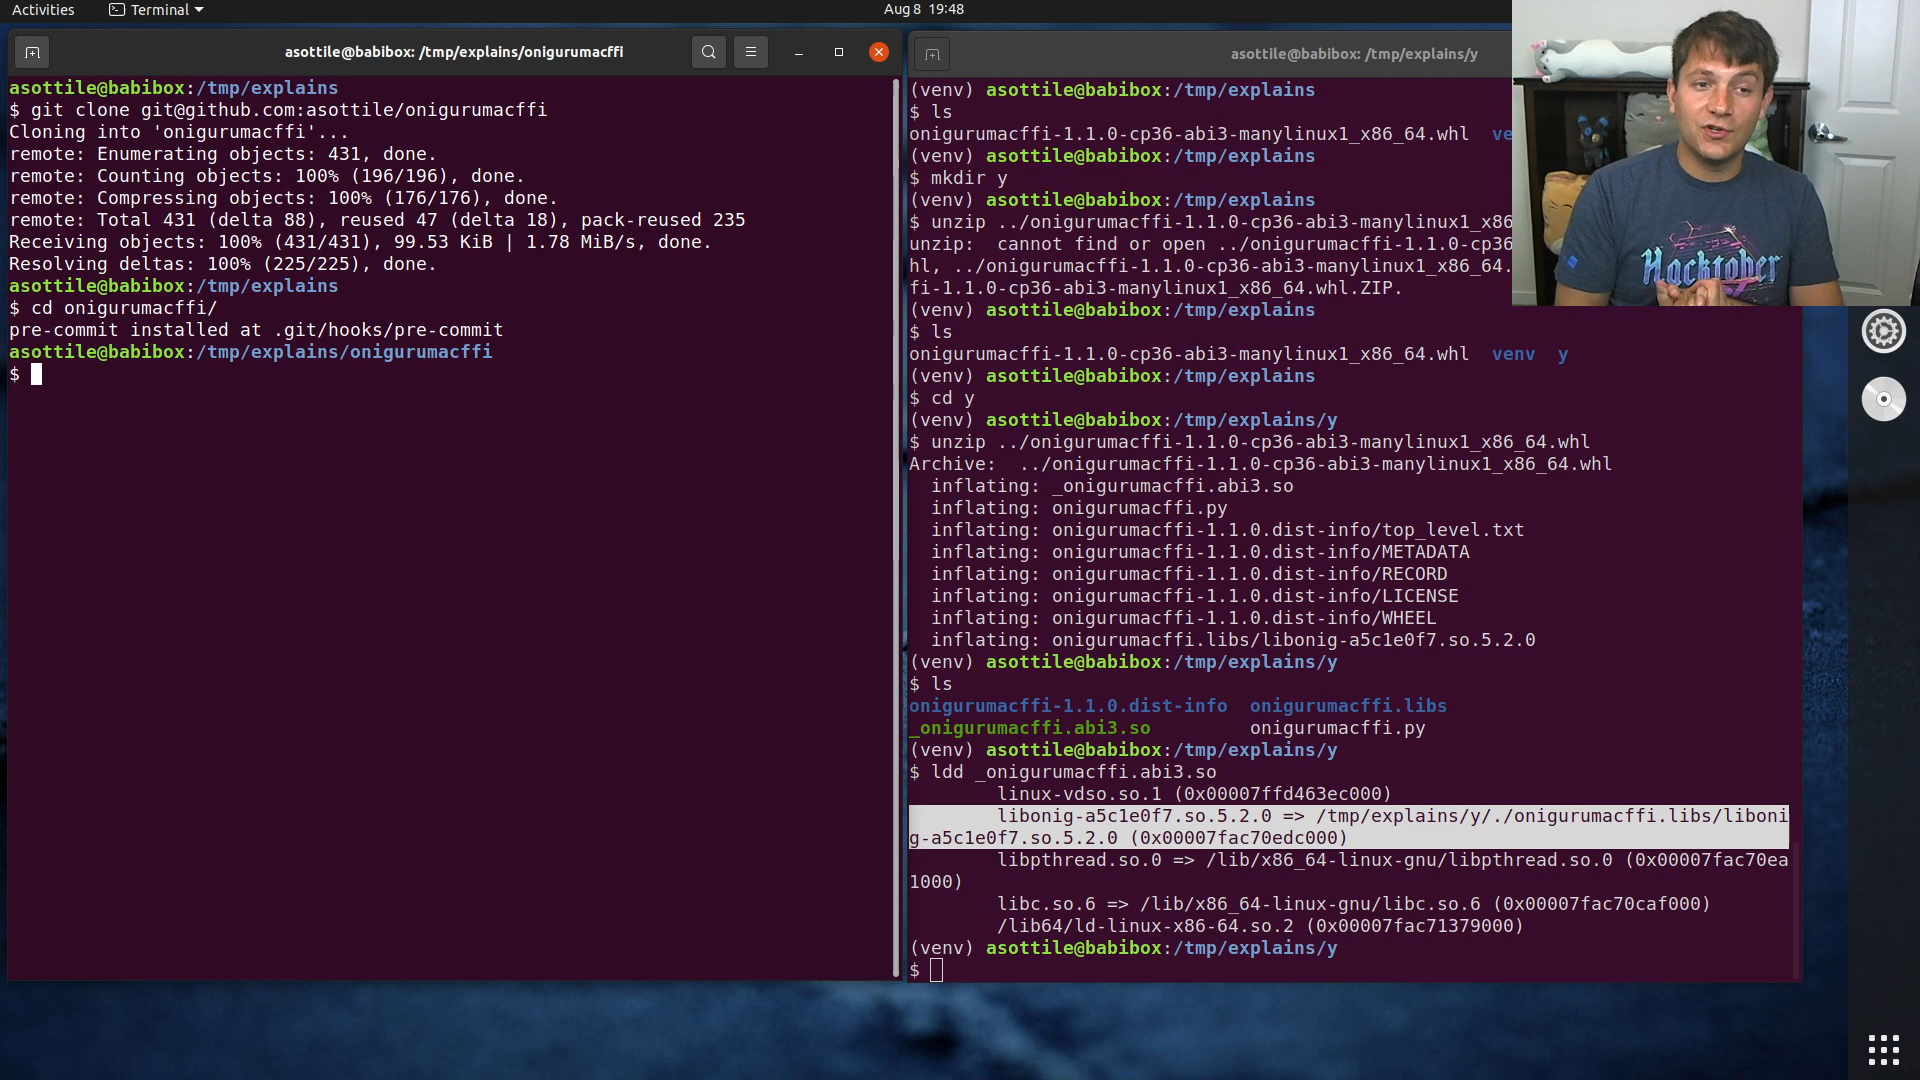 Activities
Terminal
Aug 8 19:48
asottile@babibox: /tmp/explains/onigurumacffi
asottile@babibox:/tmp/explains
$ git clone git@github.com:asottile/onigurumacffi
Cloning into 'onigurumacffi'...
remote: Enumerating objects: 431, done.
remote: Counting objects: 100% (196/196), done.
remote: Compressing objects: 100% (176/176), done.
remote: Total 431 (delta 88), reused 47 (delta 18), pack-reused 235
Receiving objects: 100% (431/431), 99.53 KiB | 1.78 MiB/s, done.
Resolving deltas: 100% (225/225), done.
asottile@babibox:/tmp/explains
$ cd onigurumacffi/
pre-commit installed at .git/hooks/pre-commit
asottile@babibox:/tmp/explains/onigurumacffi
$
asottile@babibox: /tmp/explains/y
(venv) asottile@babibox:/tmp/explains
$ ls
onigurumacffi-1.1.0-cp36-abi3-manylinux1_x86_64.whl ve
(venv) asottile@babibox:/tmp/explains
$ mkdir y
(venv) asottile@babibox:/tmp/explains
$ unzip ../onigurumacffi-1.1.0-cp36-abi3-manylinux1_x86
unzip:  cannot find or open ../onigurumacffi-1.1.0-cp36
hl, ../onigurumacffi-1.1.0-cp36-abi3-manylinux1_x86_64.
fi-1.1.0-cp36-abi3-manylinux1_x86_64.whl.ZIP.
(venv) asottile@babibox:/tmp/explains
$ ls
onigurumacffi-1.1.0-cp36-abi3-manylinux1_x86_64.whl  venv  y
(venv) asottile@babibox:/tmp/explains
$ cd y
(venv) asottile@babibox:/tmp/explains/y
$ unzip ../onigurumacffi-1.1.0-cp36-abi3-manylinux1_x86_64.whl
Archive:  ../onigurumacffi-1.1.0-cp36-abi3-manylinux1_x86_64.whl
inflating: _onigurumacffi.abi3.so
inflating: onigurumacffi.py
inflating: onigurumacffi-1.1.0.dist-info/top_level.txt
inflating: onigurumacffi-1.1.0.dist-info/METADATA
inflating: onigurumacffi-1.1.0.dist-info/RECORD
inflating: onigurumacffi-1.1.0.dist-info/LICENSE
inflating: onigurumacffi-1.1.0.dist-info/WHEEL
inflating: onigurumacffi.libs/libonig-a5c1e0f7.so.5.2.0
(venv) asottile@babibox:/tmp/explains/y
$ ls
onigurumacffi-1.1.0.dist-info  onigurumacffi.libs
_onigurumacffi.abi3.so         onigurumacffi.py
(venv) asottile@babibox:/tmp/explains/y
$ ldd _onigurumacffi.abi3.so
linux-vdso.so.1 (0x00007ffd463ec000)
libonig-a5c1e0f7.so.5.2.0 => /tmp/explains/y/./onigurumacffi.libs/liboni
g-a5c1e0f7.so.5.2.0 (0x00007fac70edc000)
libpthread.so.0 => /lib/x86_64-linux-gnu/libpthread.so.0 (0x00007fac70ea
1000)
libc.so.6 => /lib/x86_64-linux-gnu/libc.so.6 (0x00007fac70caf000)
/lib64/ld-linux-x86-64.so.2 (0x00007fac71379000)
(venv) asottile@babibox:/tmp/explains/y
$
Hacktober